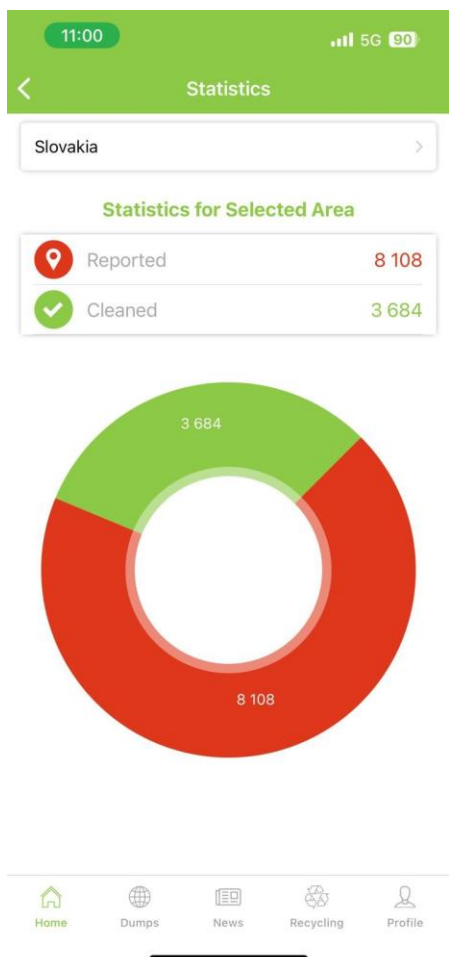 11:00 5G 90
Statistics
Slovakia
Statistics for Selected Area
Reported 8 108
Cleaned 3 684
3 684
8 108
Home Dumps News Recycling Profile